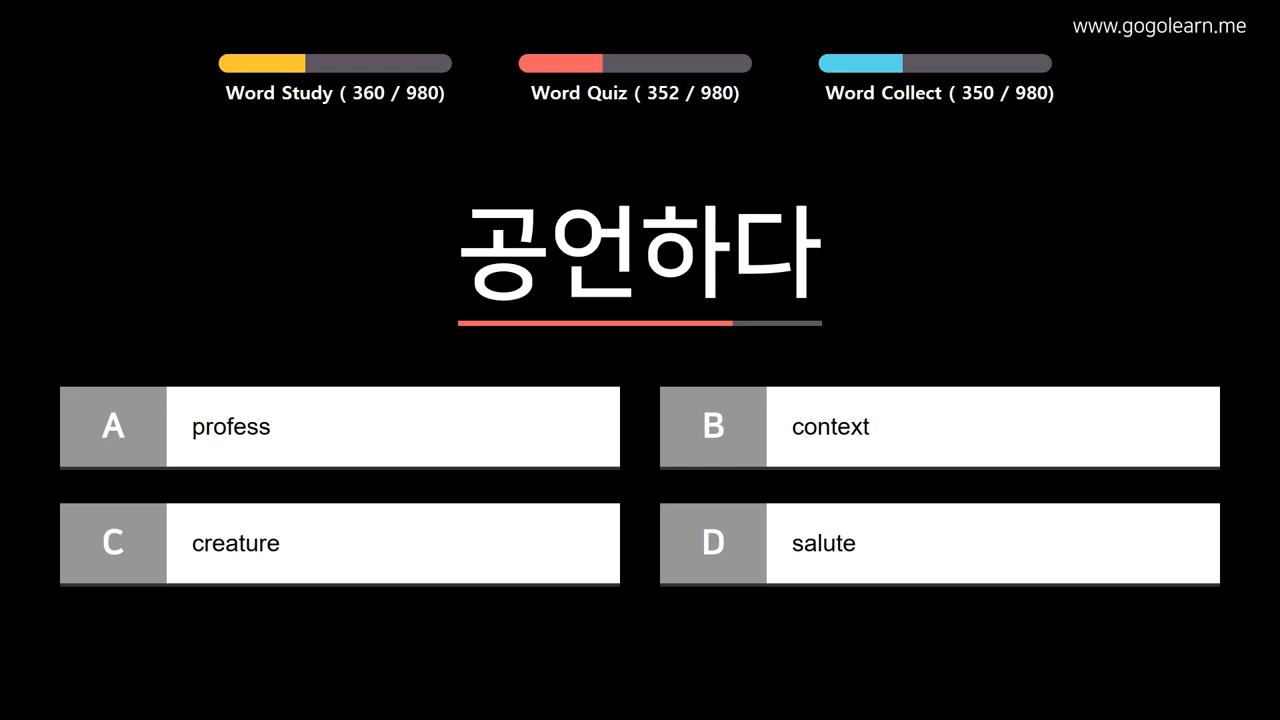 www.gogolearn.me
Word Study ( 360 / 980)
Word Quiz ( 352 / 980)
Word Collect ( 350 / 980)
공언하다
A profess
B context
C creature
D salute